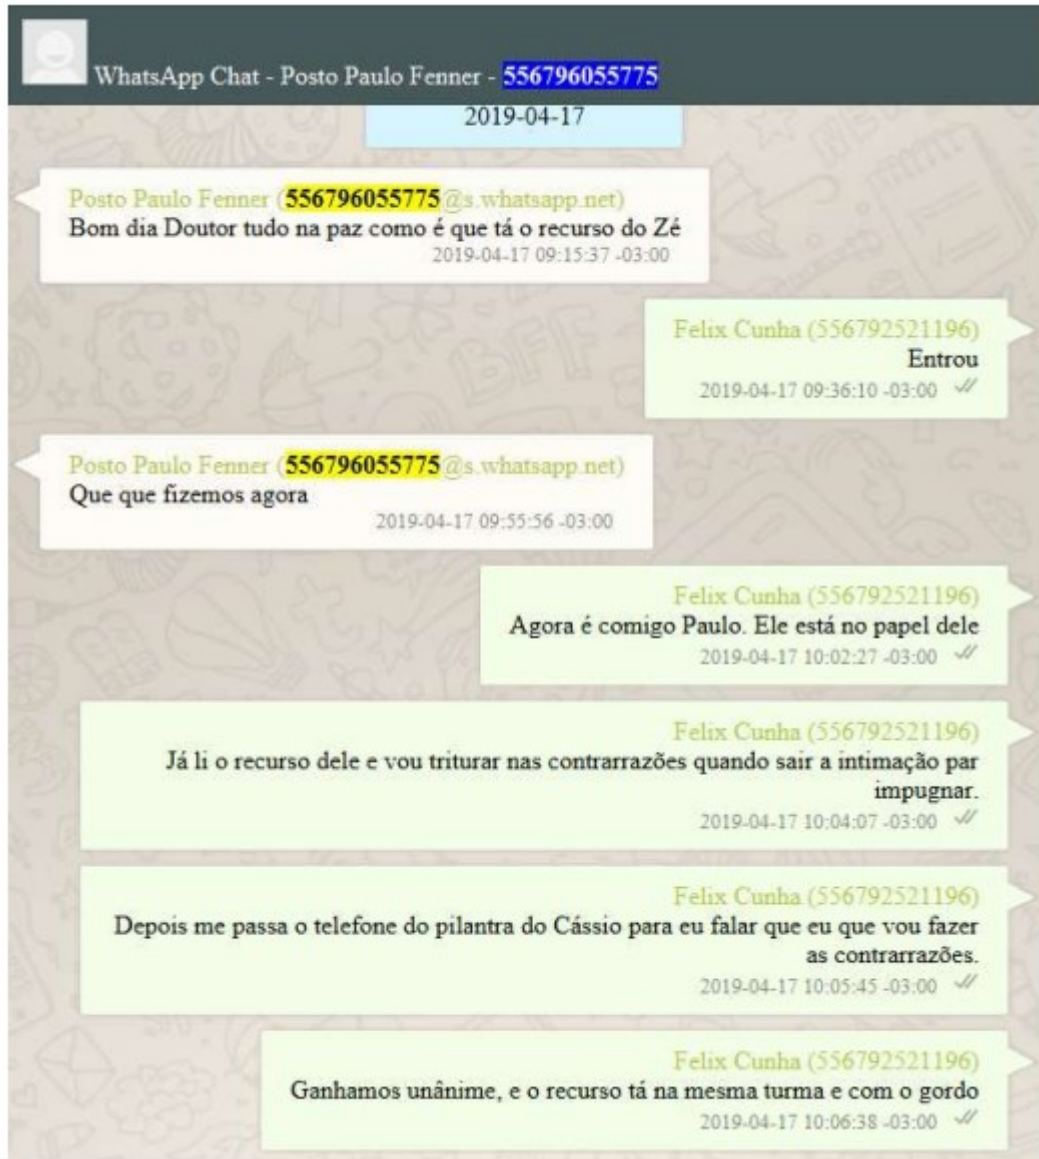 WhatsApp Chat - Posto Paulo Fenner - 556796055775
2019-04-17
Posto Paulo Fenner (556796055775@s.whatsapp.net)
Bom dia Doutor tudo na paz como é que tá o recurso do Zé
2019-04-17 09:15:37 -03:00
Felix Cunha (556792521196)
Entrou
2019-04-17 09:36:10 -03:00
Posto Paulo Fenner (556796055775@s.whatsapp.net)
Que que fizemos agora
2019-04-17 09:55:56 -03:00
Felix Cunha (556792521196)
Agora é comigo Paulo. Ele está no papel dele
2019-04-17 10:02:27 -03:00
Felix Cunha (556792521196)
Já li o recurso dele e vou triturar nas contrarrazões quando sair a intimação par
impugnar.
2019-04-17 10:04:07 -03:00
Felix Cunha (556792521196)
Depois me passa o telefone do pilantra do Cássio para eu falar que eu que vou fazer
as contrarrazões.
2019-04-17 10:05:45 -03:00
Felix Cunha (556792521196)
Ganhamos unânime, e o recurso tá na mesma turma e com o gordo
2019-04-17 10:06:38 -03:00